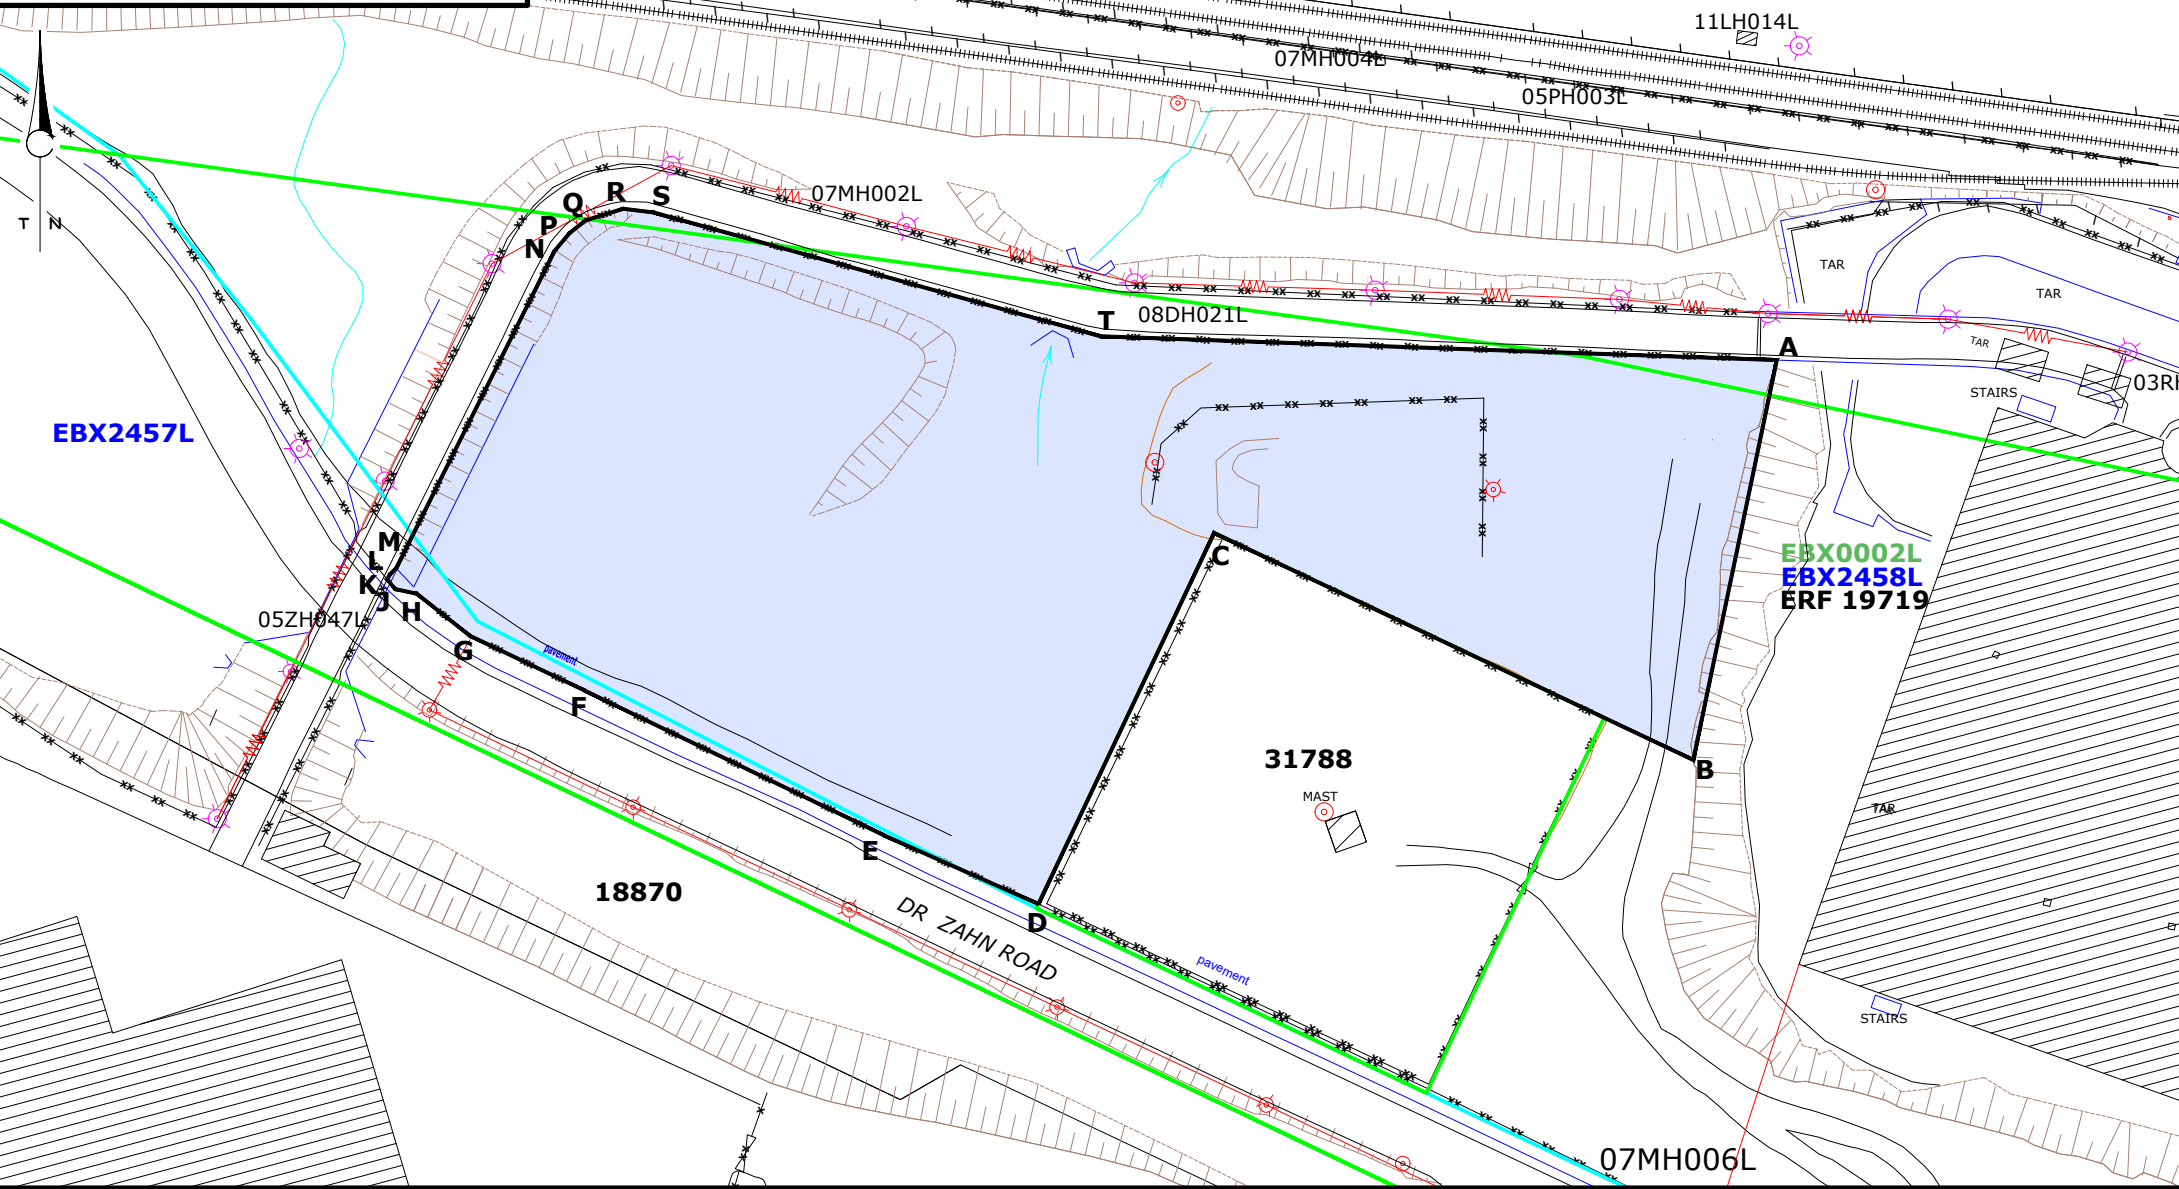 11LH014L
07MH004L
05PH003L
07MH002L
T N
Q R S
P
N
TAR
TAR
08DH021L
T
A
TAR
STAIRS
EBX2457L
M
L
K
J
H
C
05ZH047L
G
pavement
F
EBX0002L
EBX2458L
ERF 19719
31788
B
MAST
TAR
E
18870
D
DR ZAHN ROAD
pavement
STAIRS
07MH006L